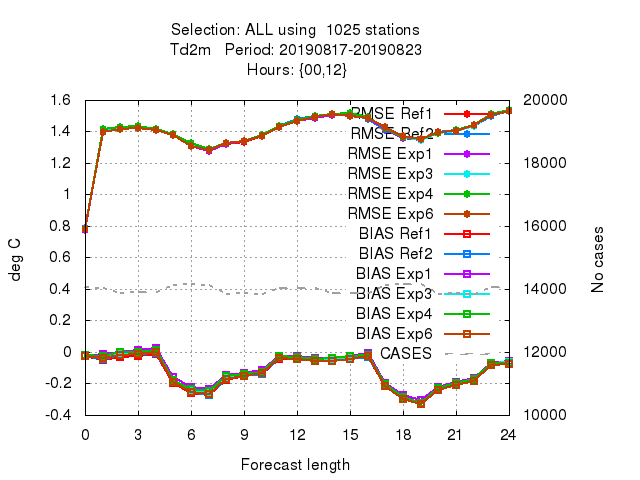 Selection: ALL using  1025 stations
Td2m   Period: 20190817-20190823
Hours: {00,12}
1.6 20000
RMSE Ref1
1.4 RMSE Ref2
RMSE Exp1
1.2 18000
RMSE Exp3
1 RMSE Exp4
RMSE Exp6
0.8 16000
BIAS Ref1
0.6 BIAS Ref2
BIAS Exp1
0.4 14000
BIAS Exp3
0.2 BIAS Exp4
BIAS Exp6
0 CASES 12000
-0.2
-0.4 10000
deg C
No cases
0 3 6 9 12 15 18 21 24
Forecast length